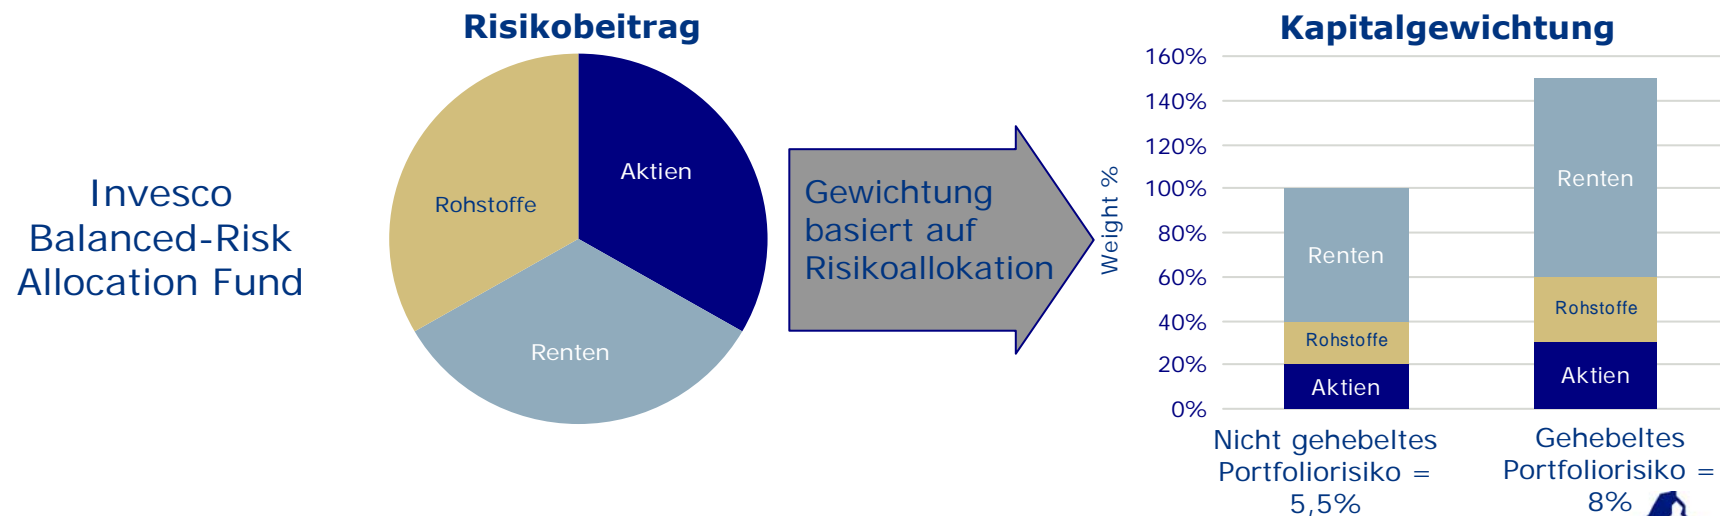 Invesco
Balanced-Risk
Allocation Fund
Risikobeitrag
Aktien
Rohstoffe
Renten
Gewichtung
basiert auf
Risikoallokation
Kapitalgewichtung
Weight %
160%
140%
120%
100%
80%
60%
40%
20%
0%
Renten
Rohstoffe
Aktien
Renten
Rohstoffe
Aktien
Nicht gehebeltes
Portfoliorisiko =
5,5%
Gehebeltes
Portfoliorisiko =
8%